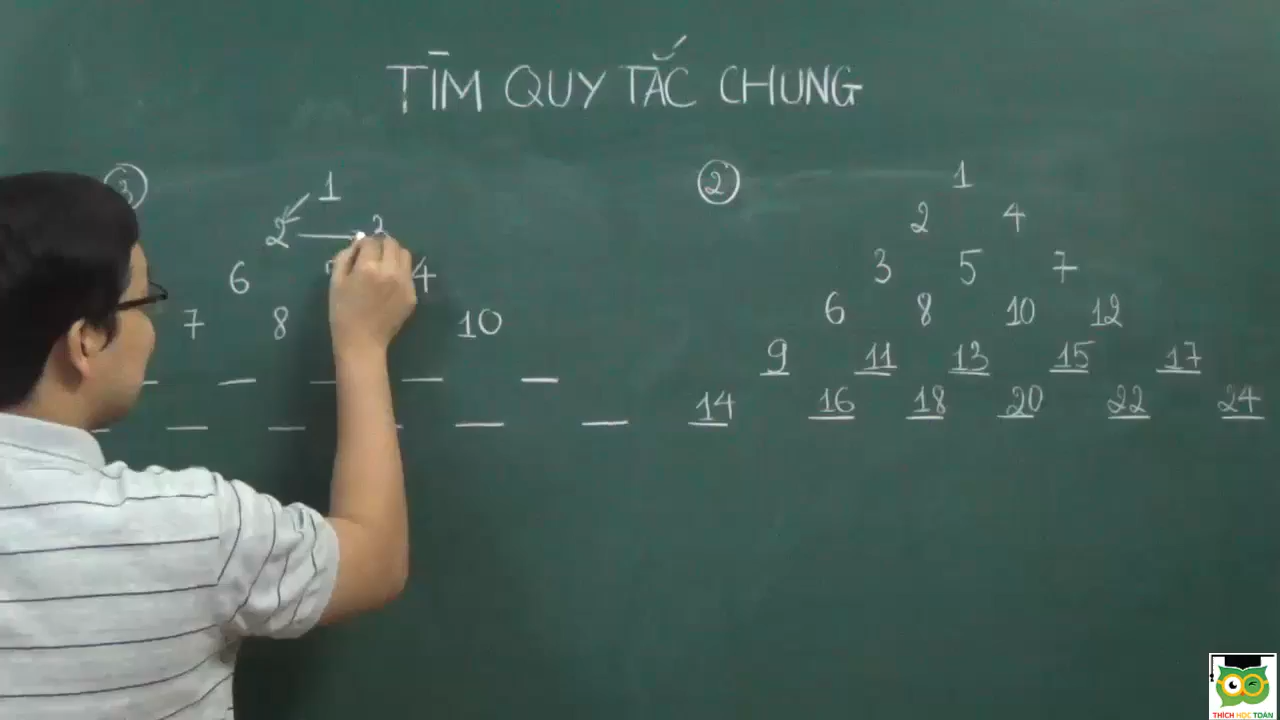 TÌM QUY TẮC CHUNG
3
1
2
6 4
7 8 10
2
1
2 4
3 5 7
6 8 10 12
9 11 13 15 17
14 16 18 20 22 24
THÍCH HỌC TOÁN